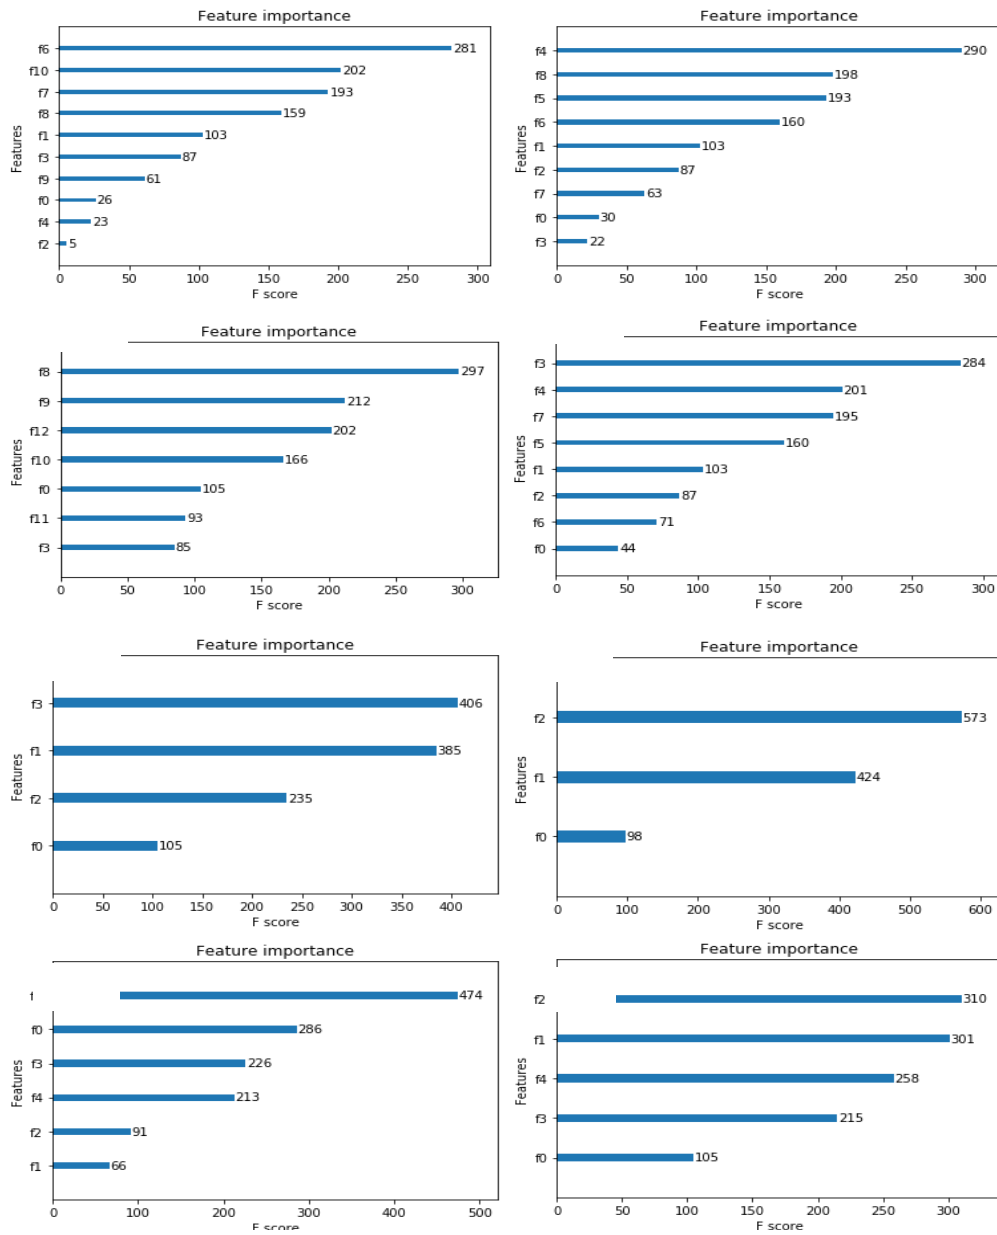 Feature importance
Features
f6 281
f10 202
f7 193
f8 159
f1 103
f3 87
f9 61
f0 26
f4 23
f2 5
0 50 100 150 200 250 300
F score
Feature importance
Features
f4 290
f8 198
f5 193
f6 160
f1 103
f2 87
f7 63
f0 30
f3 22
0 50 100 150 200 250 300
F score
Feature importance
Features
f8 297
f9 212
f12 202
f10 166
f0 105
f11 93
f3 85
0 50 100 150 200 250 300
F score
Feature importance
Features
f3 284
f4 201
f7 195
f5 160
f1 103
f2 87
f6 71
f0 44
0 50 100 150 200 250 300
F score
Feature importance
Features
f3 406
f1 385
f2 235
f0 105
0 50 100 150 200 250 300 350 400
F score
Feature importance
Features
f2 573
f1 424
f0 98
0 100 200 300 400 500 600
F score
Feature importance
Features
f 474
f0 286
f3 226
f4 213
f2 91
f1 66
0 100 200 300 400 500
F score
Feature importance
Features
f2 310
f1 301
f4 258
f3 215
f0 105
0 50 100 150 200 250 300
F score